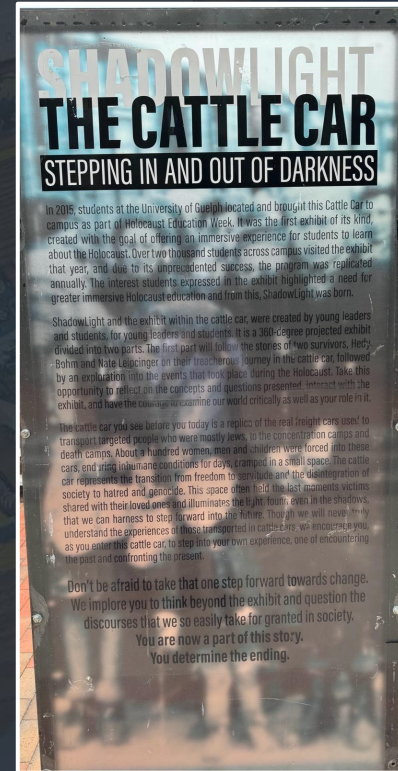 SHADOWLIGHT
THE CATTLE CAR
STEPPING IN AND OUT OF DARKNESS
In 2015, students at the University of Guelph located and brought this Cattle Car to
campus as part of Holocaust Education Week. It was the first exhibit of its kind,
created with the goal of offering an immersive experience for students to learn
about the Holocaust. Over two thousand students across campus visited the exhibit
that year, and due to its unprecedented success, the program was replicated
annually. The interest students expressed in the exhibit highlighted a need for
greater immersive Holocaust education and from this, ShadowLight was born.
ShadowLight and the exhibit within the cattle car, were created by young leaders
and students, for young leaders and students. It is a 360-degree projected exhibit
divided into two parts. The first part will follow the stories of two survivors, Hedy
Bohm and Nate Leipcinger on their treacherous journey in the cattle car, followed
by an exploration into the events that took place during the Holocaust. Take this
opportunity to reflect on the concepts and questions presented, interact with the
exhibit, and have the courage to examine our world critically as well as your role in it.
The cattle car you see before you today is a replica of the real freight cars used to
transport targeted people who were mostly Jews, to the concentration camps and
death camps. About a hundred women, men and children were forced into these
cars, enduring inhumane conditions for days, cramped in a small space. The cattle
car represents the transition from freedom to servitude and the disintegration of
society to hatred and genocide. This space often held the last moments victims
shared with their loved ones and illuminates the light, found even in the shadows,
that we can harness to step forward into the future. Though we will never truly
understand the experiences of those transported in cattle cars, we encourage you,
as you enter this cattle car, to step into your own experience, one of encountering
the past and confronting the present.
Don't be afraid to take that one step forward towards change.
We implore you to think beyond the exhibit and question the
discourses that we so easily take for granted in society.
You are now a part of this story.
You determine the ending.